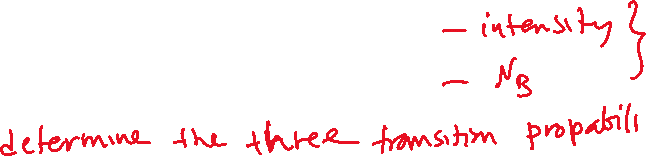 — intensity }
— N_B
determine the three transition propabili